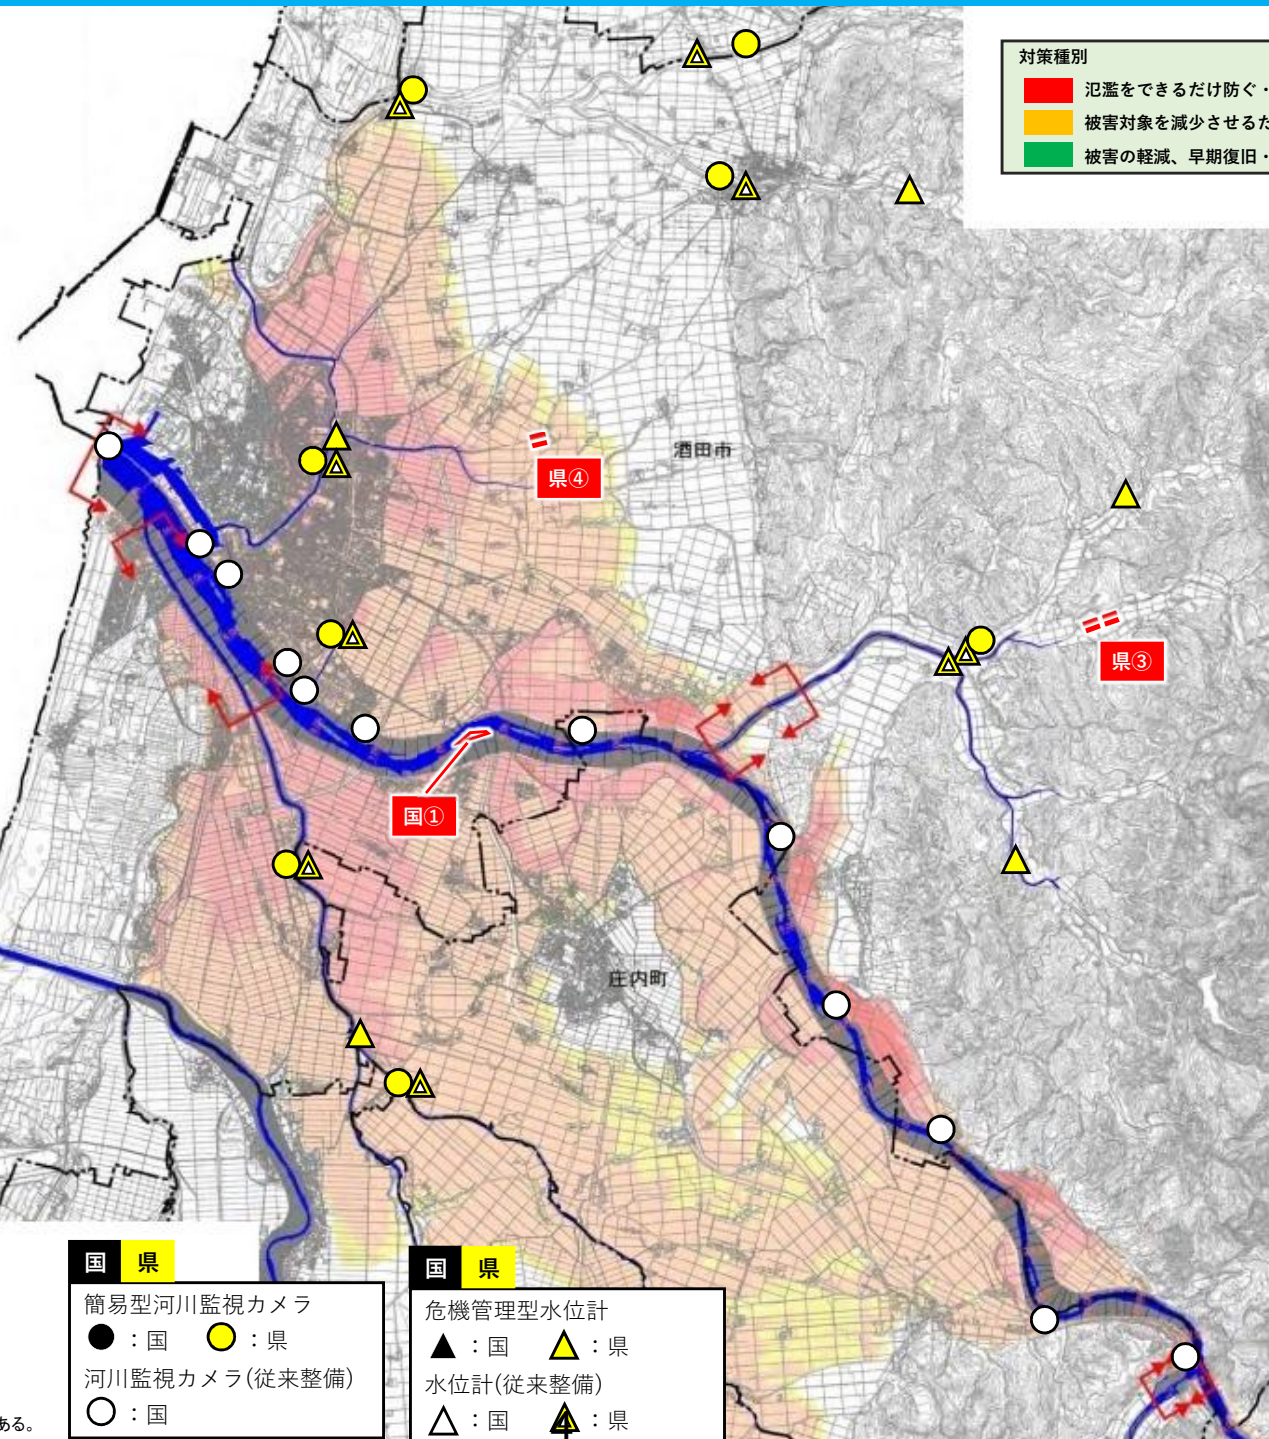 対策種別
氾濫をできるだけ防ぐ・
被害対象を減少させるた
被害の軽減、早期復旧・
酒田市
県④
県③
国①
庄内町
国 県
簡易型河川監視カメラ
：国 ：県
河川監視カメラ(従来整備)
：国
国 県
危機管理型水位計
：国 ：県
水位計(従来整備)
：国 ：県
4
ある。